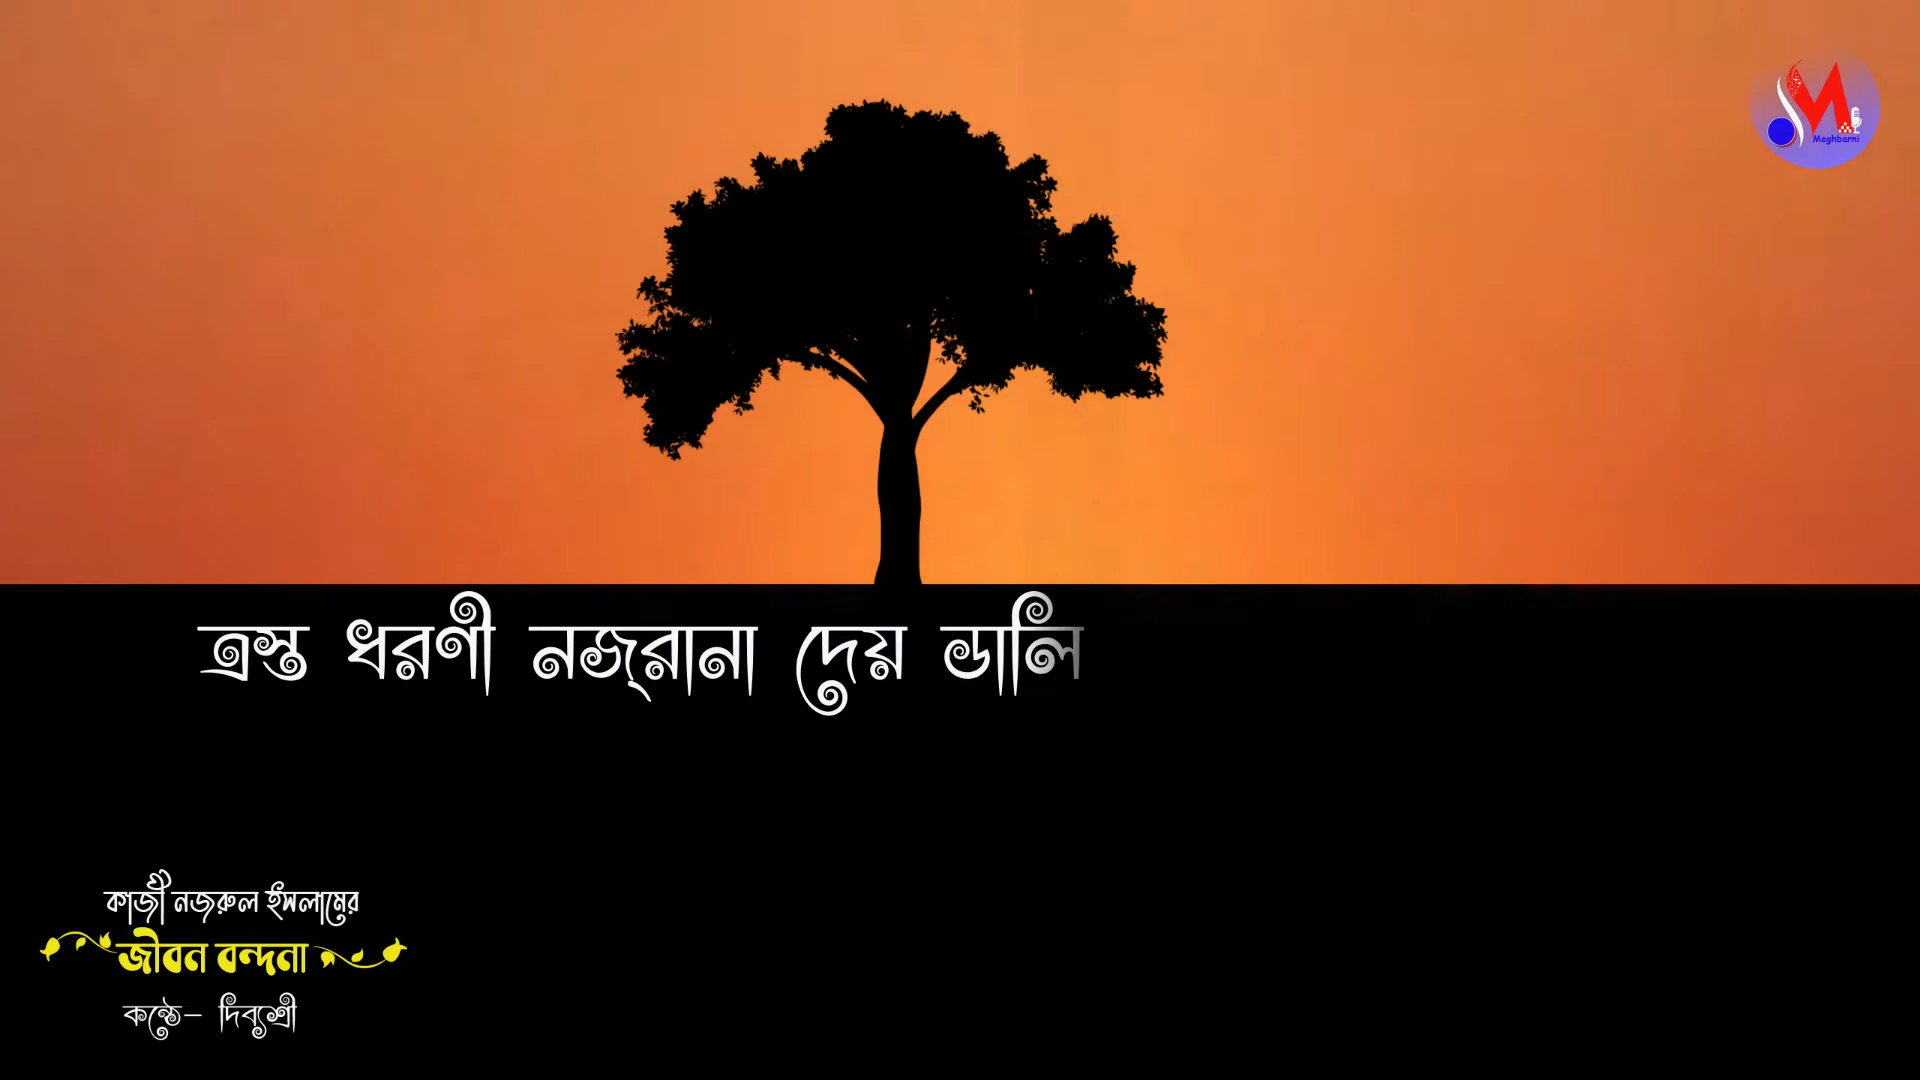 Meghbarni
ত্রস্ত ধরণী নজ্‌রানা দেয় ডালি
কাজী নজরুল ইসলামের
জীবন বন্দনা
কন্ঠে- দিব্যশ্রী